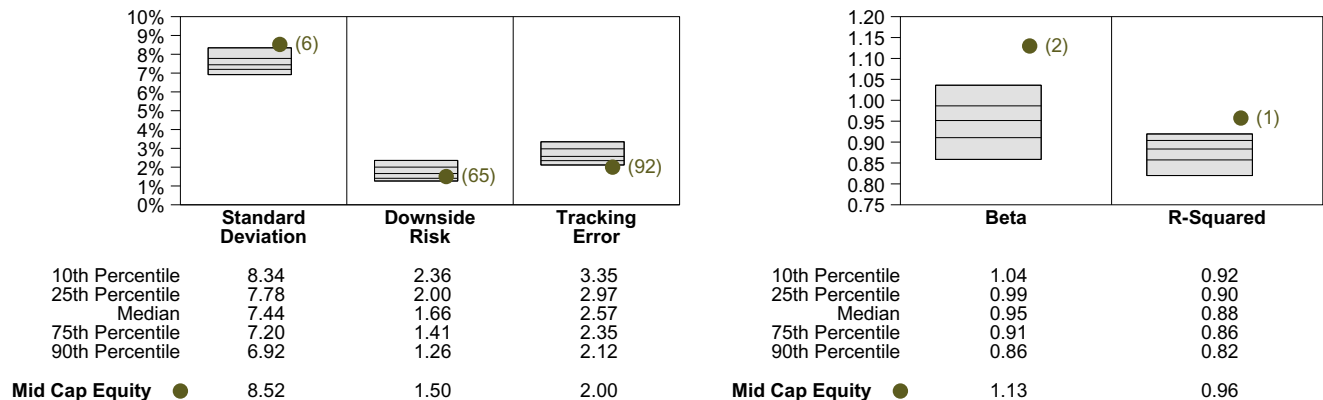 10%
9%
8%
7%
6%
5%
4%
3%
2%
1%
0%
(6)
(65)
(92)
Standard Deviation
Downside Risk
Tracking Error
10th Percentile 8.34 2.36 3.35
25th Percentile 7.78 2.00 2.97
Median 7.44 1.66 2.57
75th Percentile 7.20 1.41 2.35
90th Percentile 6.92 1.26 2.12
Mid Cap Equity 8.52 1.50 2.00
1.20
1.15
1.10
1.05
1.00
0.95
0.90
0.85
0.80
0.75
(2)
(1)
Beta R-Squared
10th Percentile 1.04 0.92
25th Percentile 0.99 0.90
Median 0.95 0.88
75th Percentile 0.91 0.86
90th Percentile 0.86 0.82
Mid Cap Equity 1.13 0.96